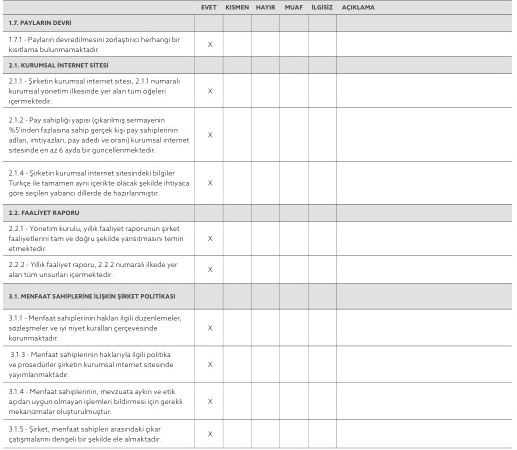 EVET KISMEN HAYIR MUAF İLGİSİZ AÇIKLAMA
1.7. PAYLARIN DEVRİ
1.7.1 - Payların devredilmesini zorlaştırıcı herhangi bir
kısıtlama bulunmamaktadır.
X
2.1. KURUMSAL İNTERNET SİTESİ
2.1.1 - Şirketin kurumsal internet sitesi, 2.1.1 numaralı
kurumsal yönetim ilkesinde yer alan tüm öğeleri
içermektedir.
X
2.1.2 - Pay sahipliği yapısı (çıkarılmış sermayenin
%5'inden fazlasına sahip gerçek kişi pay sahiplerinin
adları, imtiyazları, pay adedi ve oranı) kurumsal internet
sitesinde en az 6 ayda bir güncellenmektedir.
X
2.1.4 - Şirketin kurumsal internet sitesindeki bilgiler
Türkçe ile tamamen aynı içerikte olacak şekilde ihtiyaca
göre seçilen yabancı dillerde de hazırlanmıştır.
X
2.2. FAALİYET RAPORU
2.2.1 - Yönetim kurulu, yıllık faaliyet raporunun şirket
faaliyetlerini tam ve doğru şekilde yansıtmasını temin
etmektedir.
X
2.2.2 - Yıllık faaliyet raporu, 2.2.2 numaralı ilkede yer
alan tüm unsurları içermektedir.
X
3.1. MENFAAT SAHİPLERİNE İLİŞKİN ŞİRKET POLİTİKASI
3.1.1 - Menfaat sahiplerinin hakları ilgili düzenlemeler,
sözleşmeler ve iyi niyet kuralları çerçevesinde
korunmaktadır.
X
3.1.3 - Menfaat sahiplerinin haklarıyla ilgili politika
ve prosedürler şirketin kurumsal internet sitesinde
yayımlanmaktadır.
X
3.1.4 - Menfaat sahiplerinin, mevzuata aykırı ve etik
açıdan uygun olmayan işlemleri bildirmesi için gerekli
mekanizmalar oluşturulmuştur.
X
3.1.5 - Şirket, menfaat sahipleri arasındaki çıkar
çatışmalarını dengeli bir şekilde ele almaktadır.
X